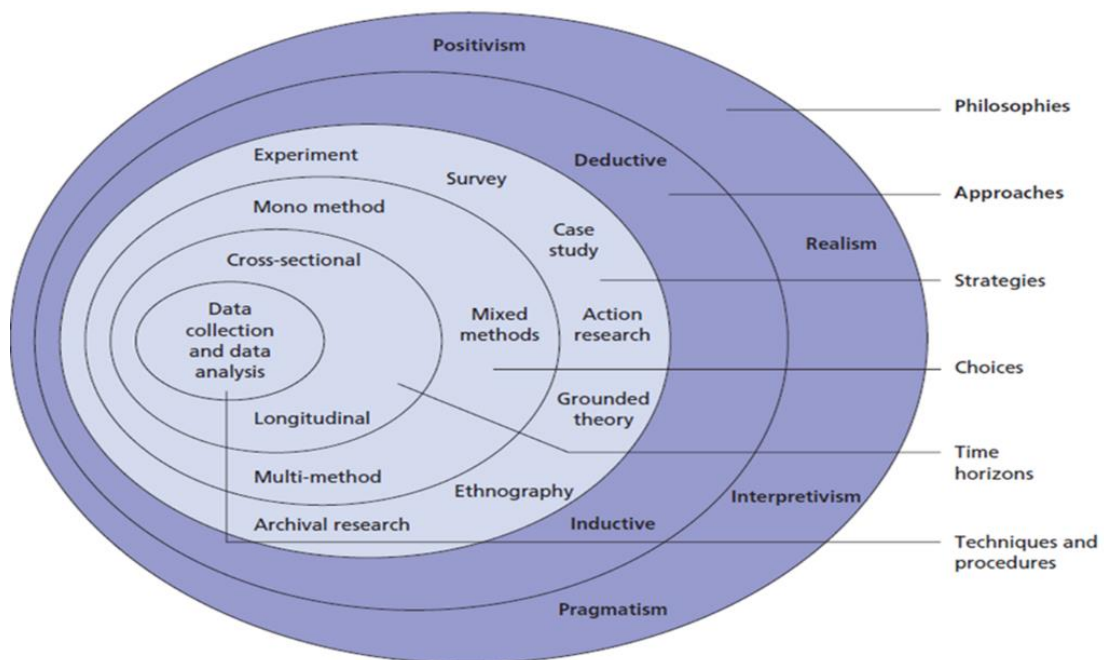 Positivism
Philosophies
Experiment
Survey
Deductive
Approaches
Mono method
Case
study
Realism
Cross-sectional
Strategies
Data
collection
and data
analysis
Mixed
methods
Action
research
Choices
Longitudinal
Grounded
theory
Time
horizons
Multi-method
Ethnography
Interpretivism
Archival research
Inductive
Techniques and
procedures
Pragmatism